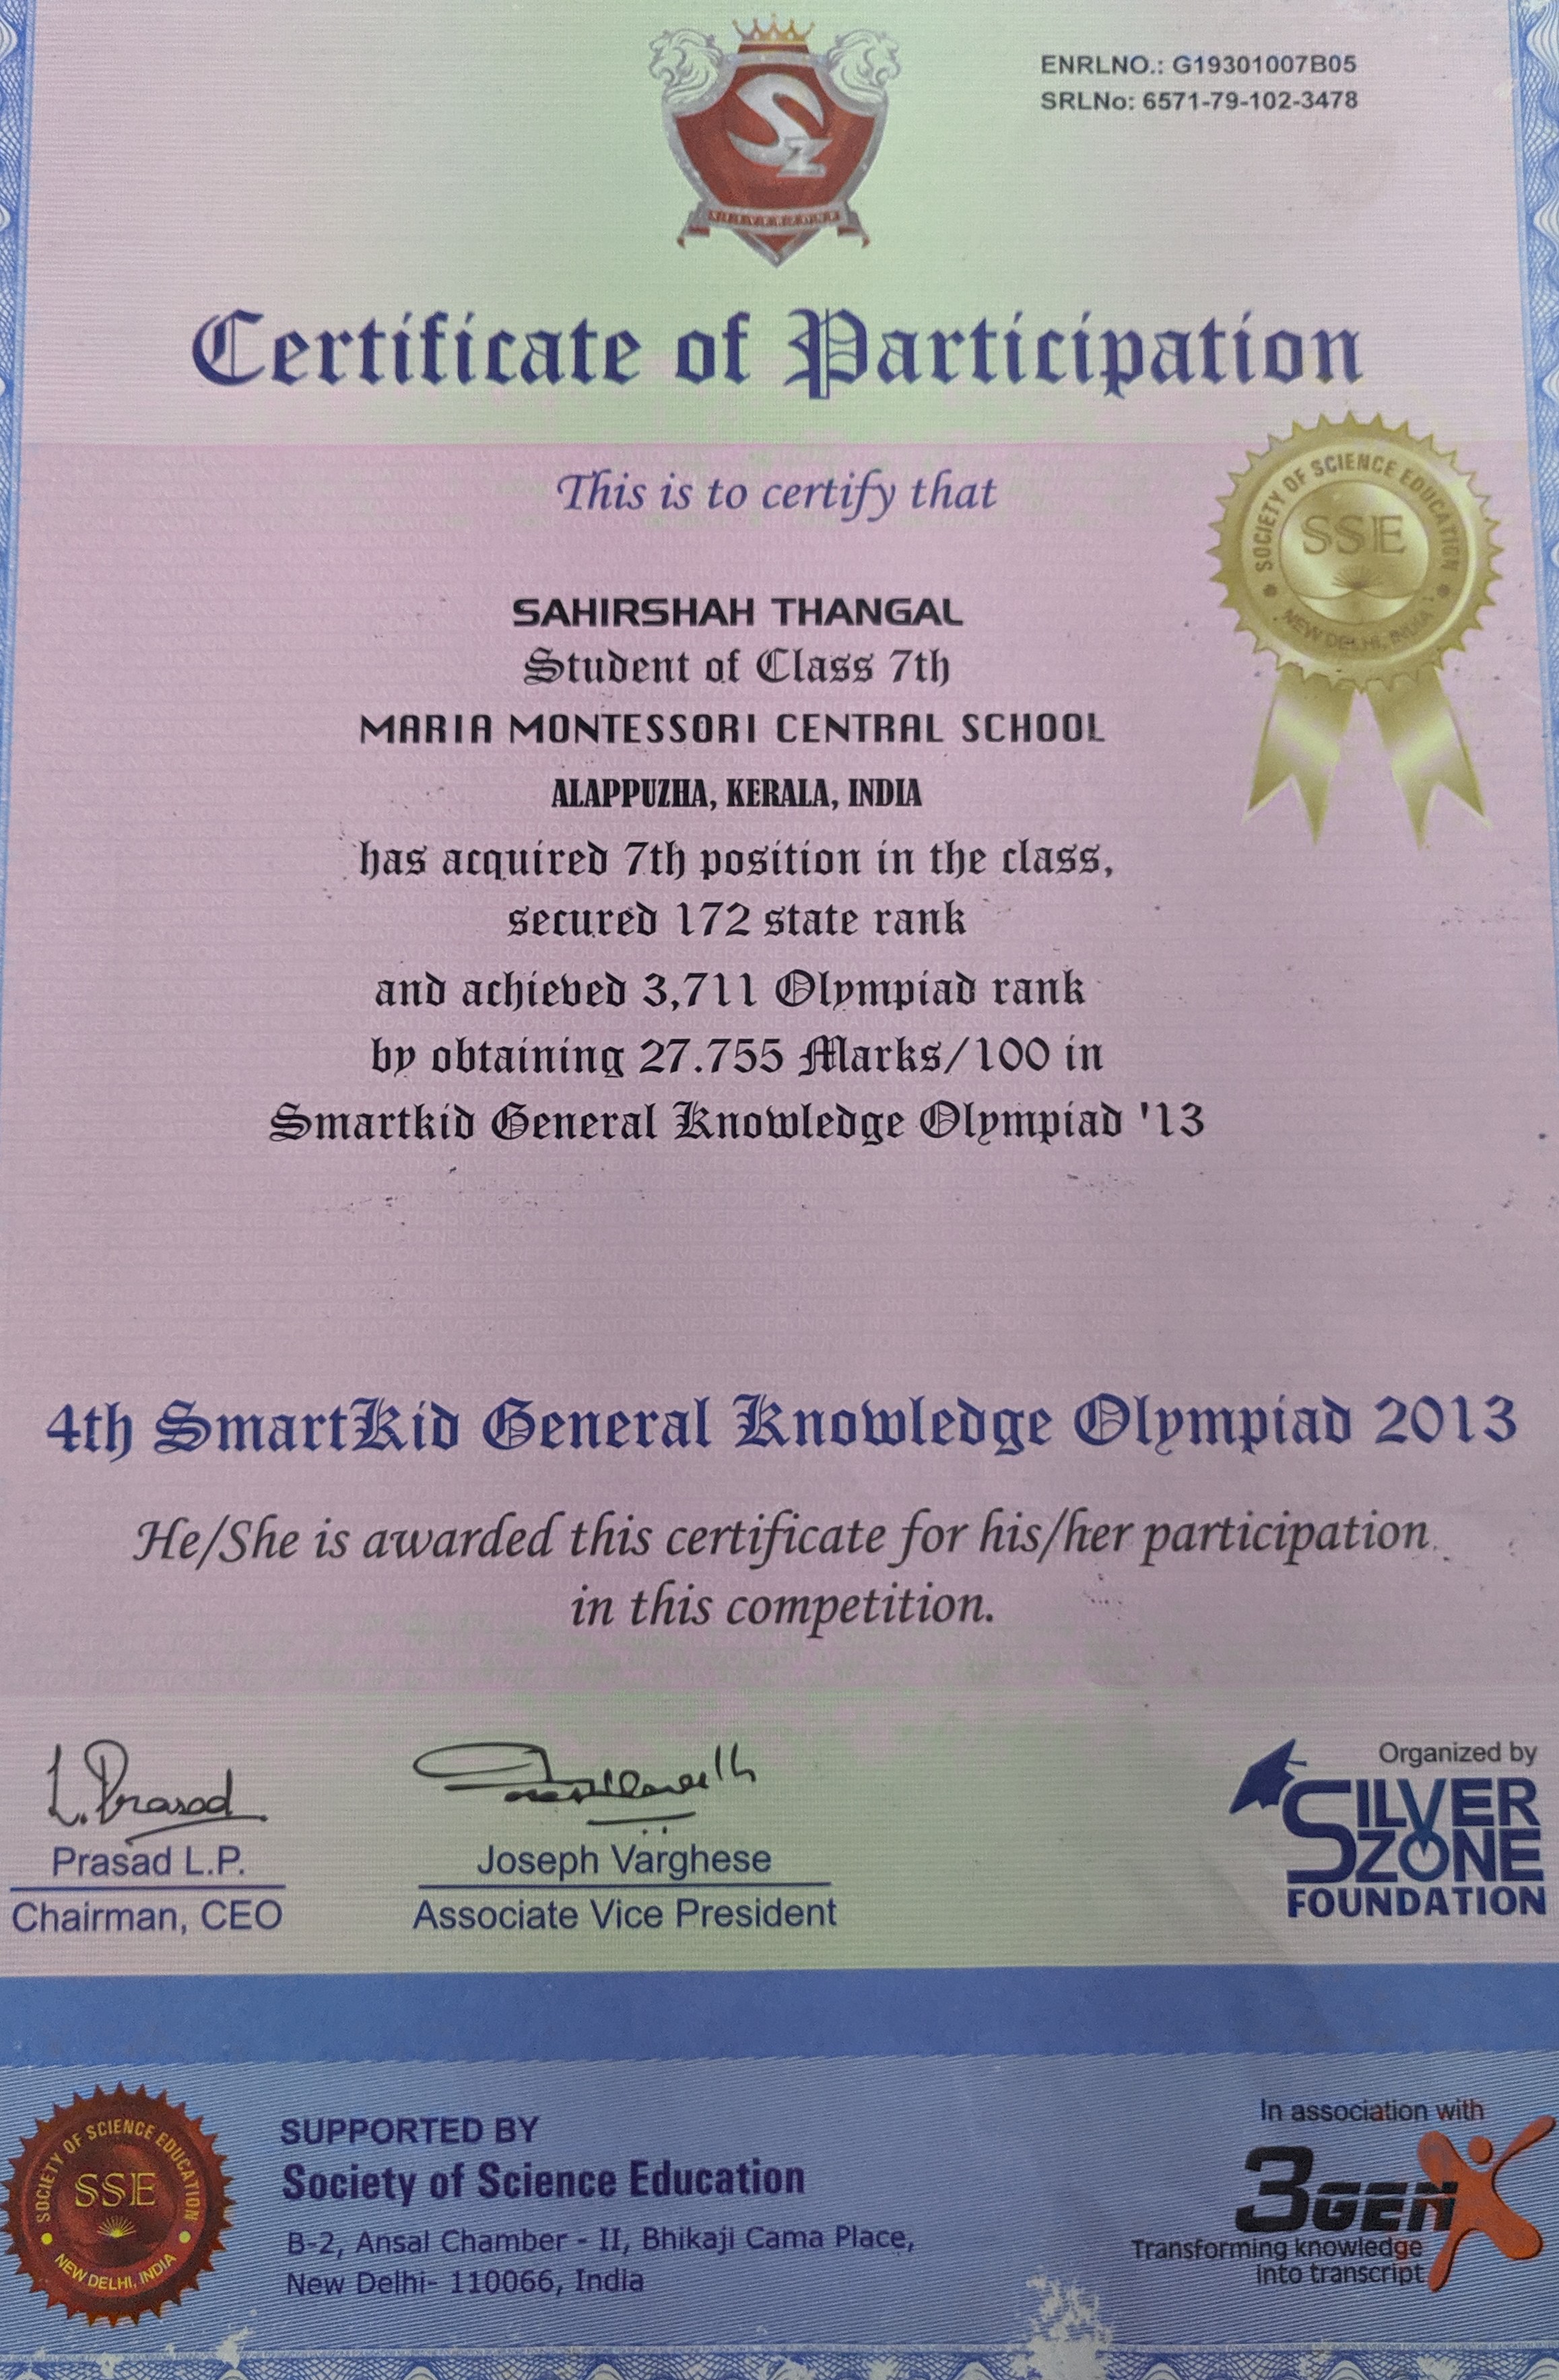 ENRLNO.: G19301007B05
SRLNo: 6571-79-102-3478
SZ
SILVERZONE
Certificate of Participation
This is to certify that
SOCIETY OF SCIENCE EDUCATION
SSE
NEW DELHI, INDIA
SAHIRSHAH THANGAL
Student of Class 7th
MARIA MONTESSORI CENTRAL SCHOOL
ALAPPUZHA, KERALA, INDIA
has acquired 7th position in the class,
secured 172 state rank
and achieved 3,711 Olympiad rank
by obtaining 27.755 Marks/100 in
Smartkid General Knowledge Olympiad '13
4th SmartKid General Knowledge Olympiad 2013
He/She is awarded this certificate for his/her participation
in this competition.
L. Prasad
Prasad L.P.
Chairman, CEO
Joseph Varghese
Associate Vice President
Organized by
SILVER
ZONE
FOUNDATION
SOCIETY OF SCIENCE EDUCATION
SSE
NEW DELHI, INDIA
SUPPORTED BY
Society of Science Education
B-2, Ansal Chamber - II, Bhikaji Cama Place,
New Delhi- 110066, India
In association with
3GENX
Transforming knowledge
into transcript